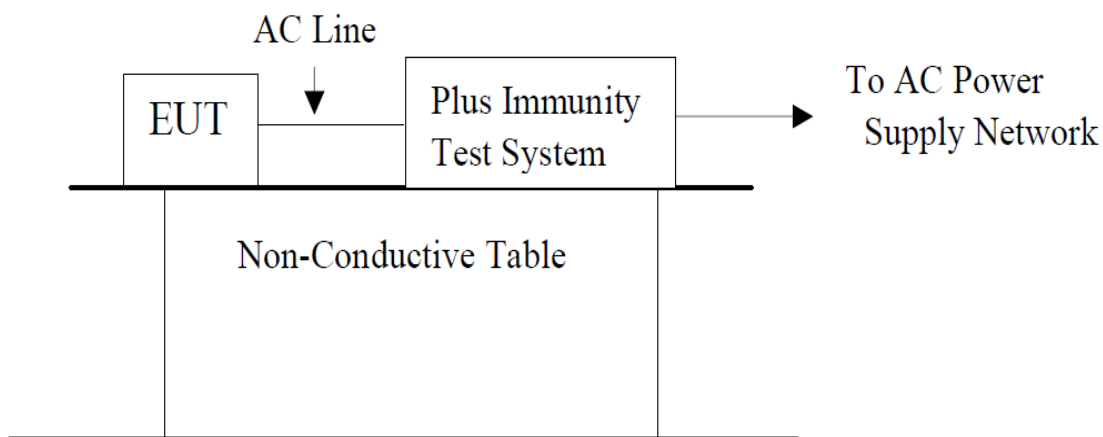 AC Line
EUT
Plus Immunity
Test System
To AC Power
Supply Network
Non-Conductive Table